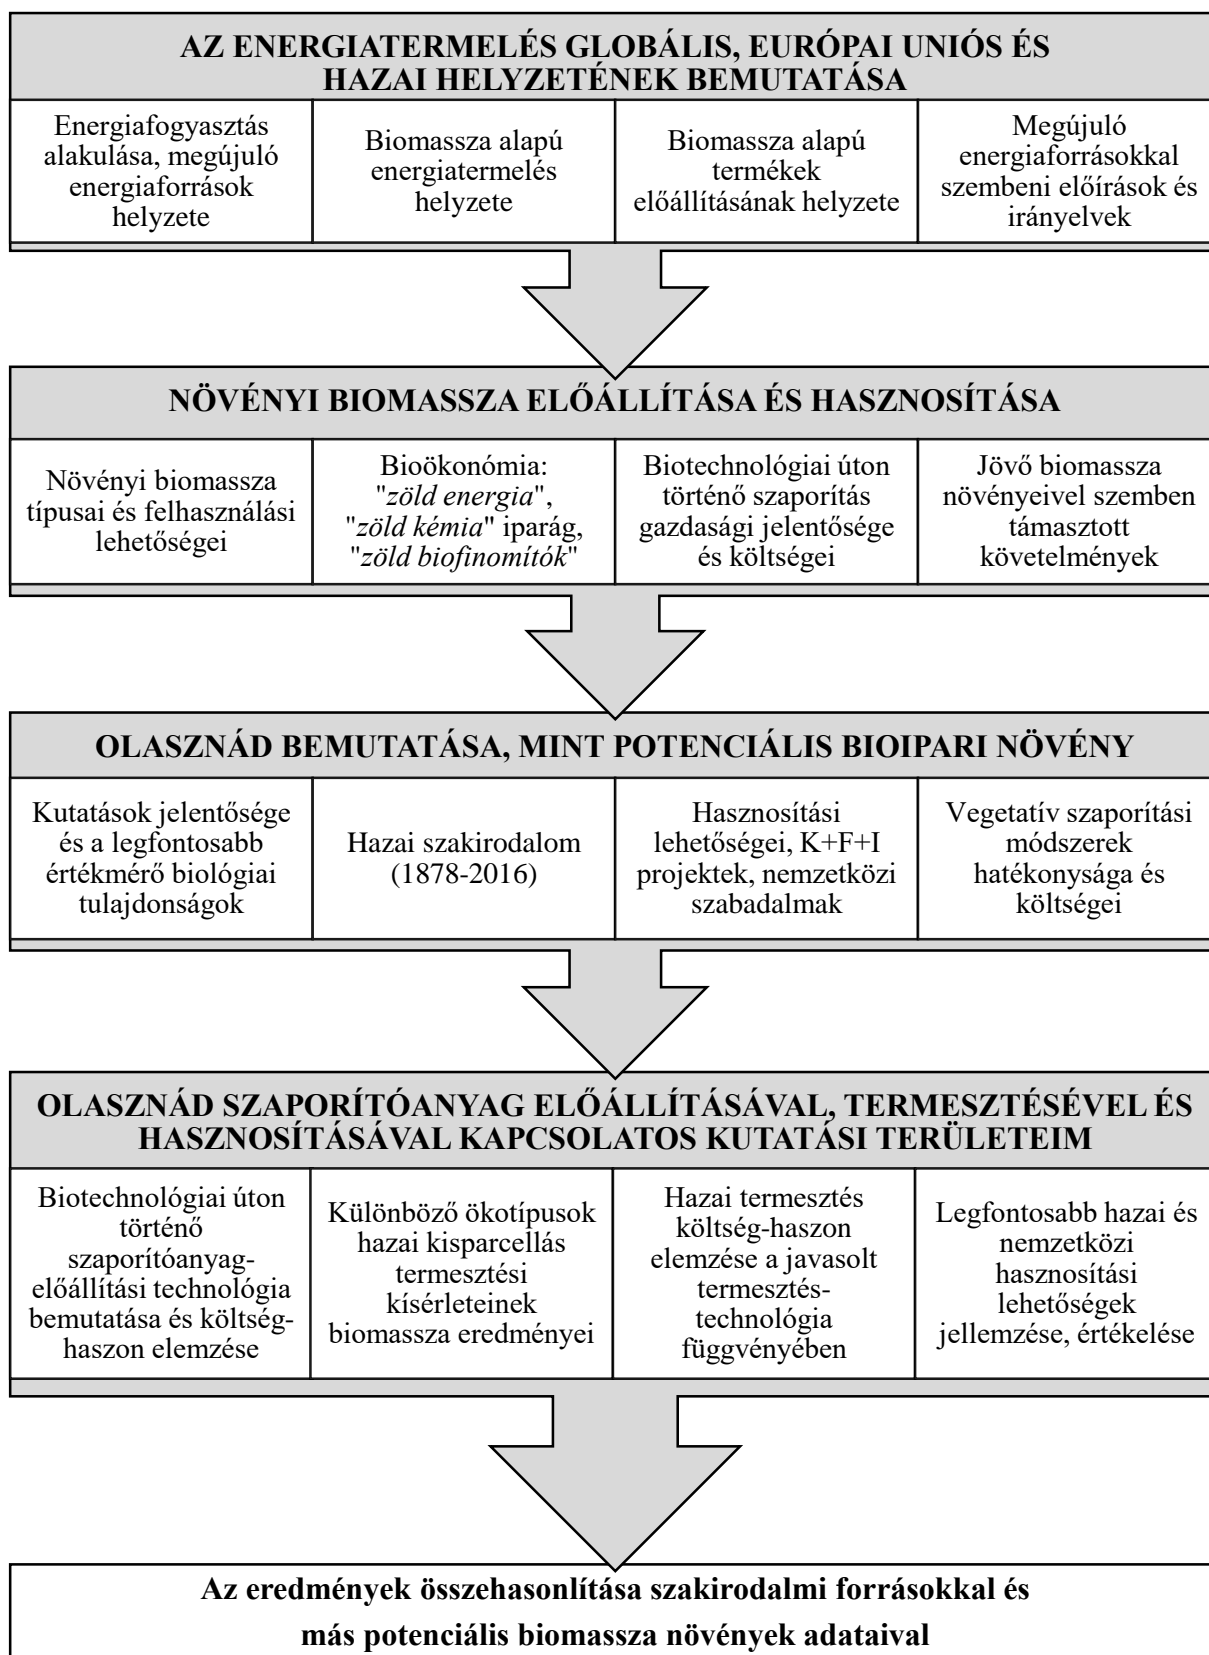 AZ ENERGIATERMELÉS GLOBÁLIS, EURÓPAI UNIÓS ÉS
HAZAI HELYZETÉNEK BEMUTATÁSA
Energiafogyasztás
alakulása, megújuló
energiaforrások
helyzete
Biomassza alapú
energiatermelés
helyzete
Biomassza alapú
termékek
előállításának helyzete
Megújuló
energiaforrásokkal
szembeni előírások és
irányelvek
NÖVÉNYI BIOMASSZA ELŐÁLLÍTÁSA ÉS HASZNOSÍTÁSA
Növényi biomassza
típusai és felhasználási
lehetőségei
Bioökonómia:
"zöld energia",
"zöld kémia" iparág,
"zöld biofinomítók"
Biotechnológiai úton
történő szaporítás
gazdasági jelentősége
és költségei
Jövő biomassza
növényeivel szemben
támasztott
követelmények
OLASZNÁD BEMUTATÁSA, MINT POTENCIÁLIS BIOIPARI NÖVÉNY
Kutatások jelentősége
és a legfontosabb
értékmérő biológiai
tulajdonságok
Hazai szakirodalom
(1878-2016)
Hasznosítási
lehetőségei, K+F+I
projektek, nemzetközi
szabadalmak
Vegetatív szaporítási
módszerek
hatékonysága és
költségei
OLASZNÁD SZAPORÍTÓANYAG ELŐÁLLÍTÁSÁVAL, TERMESZTÉSÉVEL ÉS
HASZNOSÍTÁSÁVAL KAPCSOLATOS KUTATÁSI TERÜLETEIM
Biotechnológiai úton
történő
szaporítóanyag-
előállítási technológia
bemutatása és költség-
haszon elemzése
Különböző ökotípusok
hazai kisparcellás
termesztési
kísérleteinek
biomassza eredményei
Hazai termesztés
költség-haszon
elemzése a javasolt
termesztés-
technológia
függvényében
Legfontosabb hazai és
nemzetközi
hasznosítási
lehetőségek
jellemzése, értékelése
Az eredmények összehasonlítása szakirodalmi forrásokkal és
más potenciális biomassza növények adataival